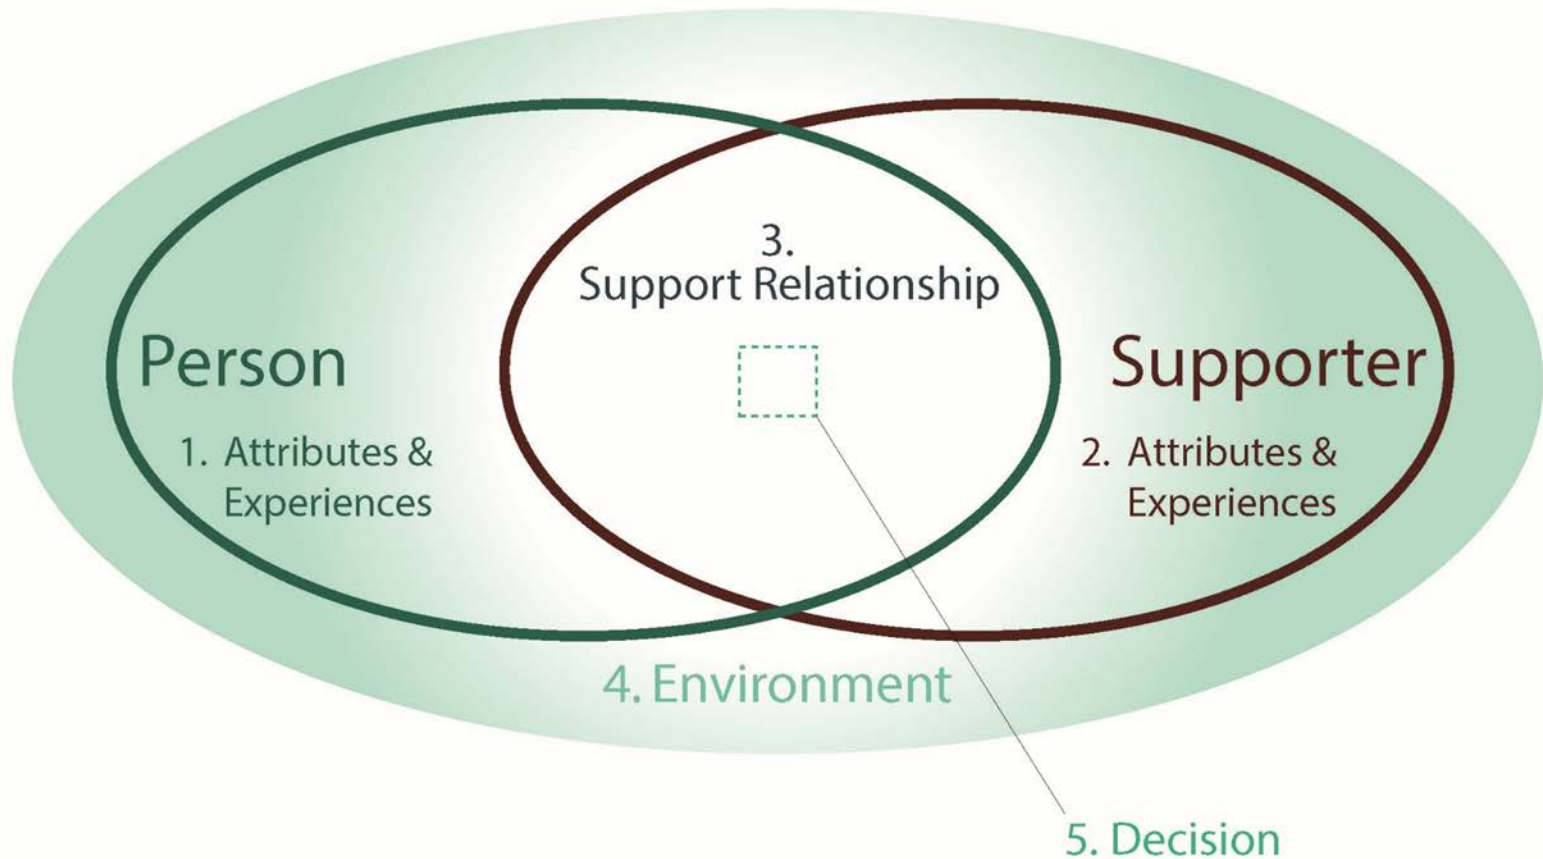 3.
Support Relationship
Person
1. Attributes &
Experiences
Supporter
2. Attributes &
Experiences
4. Environment
5. Decision